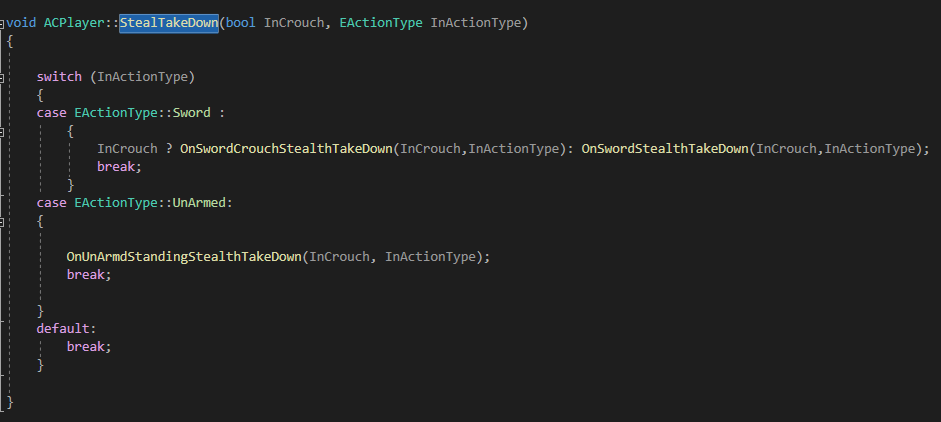 void ACPlayer::StealTakeDown(bool InCrouch, EActionType InActionType)
{
switch (InActionType)
{
case EActionType::Sword :
{
InCrouch ? OnSwordCrouchStealthTakeDown(InCrouch,InActionType): OnSwordStealthTakeDown(InCrouch,InActionType);
break;
}
case EActionType::UnArmed:
{
OnUnArmdStandingStealthTakeDown(InCrouch, InActionType);
break;
}
default:
break;
}
}